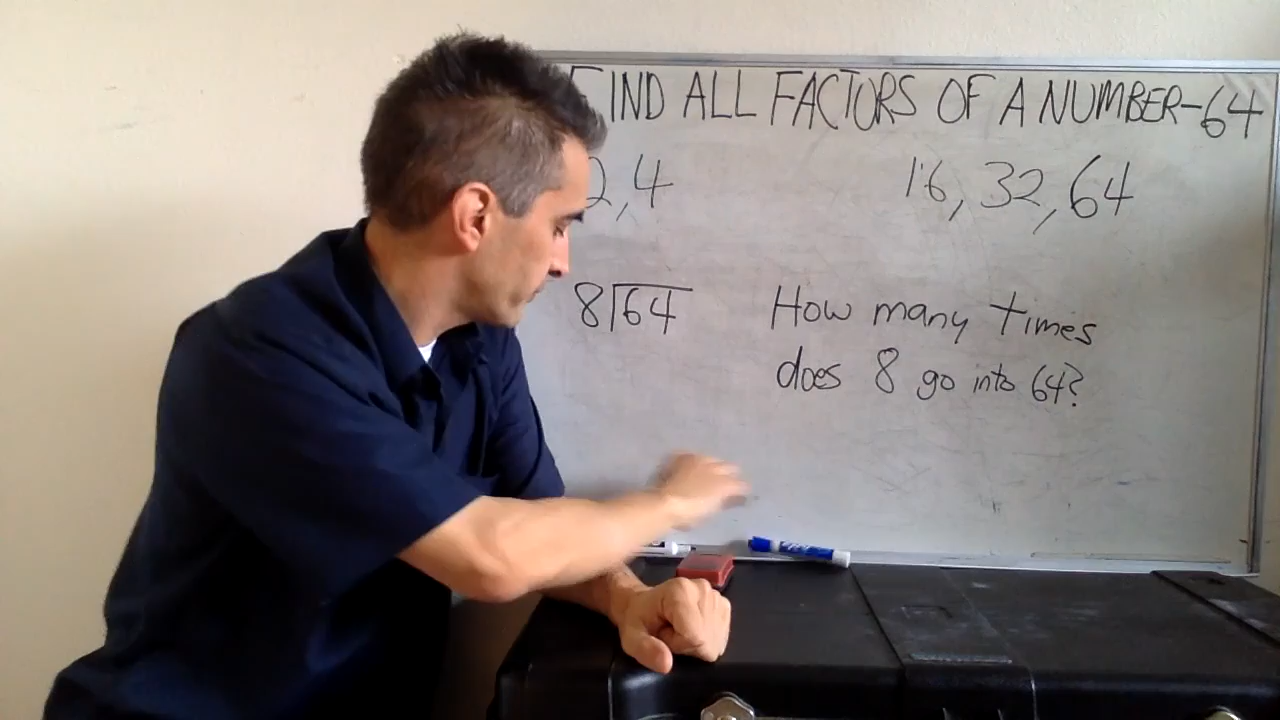 FIND ALL FACTORS OF A NUMBER-64
2,4 16, 32, 64
8 64 How many times
does 8 go into 64?